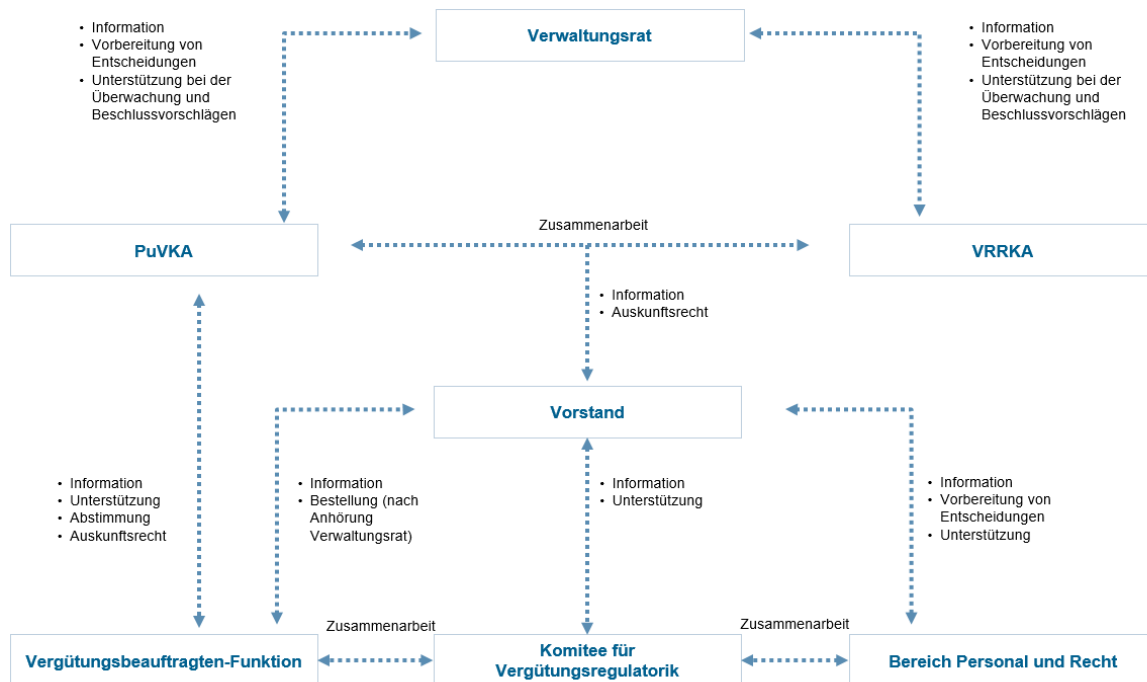 • Information
• Vorbereitung von
Entscheidungen
• Unterstützung bei der
Überwachung und
Beschlussvorschlägen
Verwaltungsrat
• Information
• Vorbereitung von
Entscheidungen
• Unterstützung bei der
Überwachung und
Beschlussvorschlägen
PuVKA
Zusammenarbeit
VRRKA
• Information
• Auskunftsrecht
Vorstand
• Information
• Unterstützung
• Abstimmung
• Auskunftsrecht
• Information
• Bestellung (nach
Anhörung
Verwaltungsrat)
• Information
• Unterstützung
• Information
• Vorbereitung von
Entscheidungen
• Unterstützung
Vergütungsbeauftragten-Funktion
Zusammenarbeit
Komitee für
Vergütungsregulatorik
Zusammenarbeit
Bereich Personal und Recht